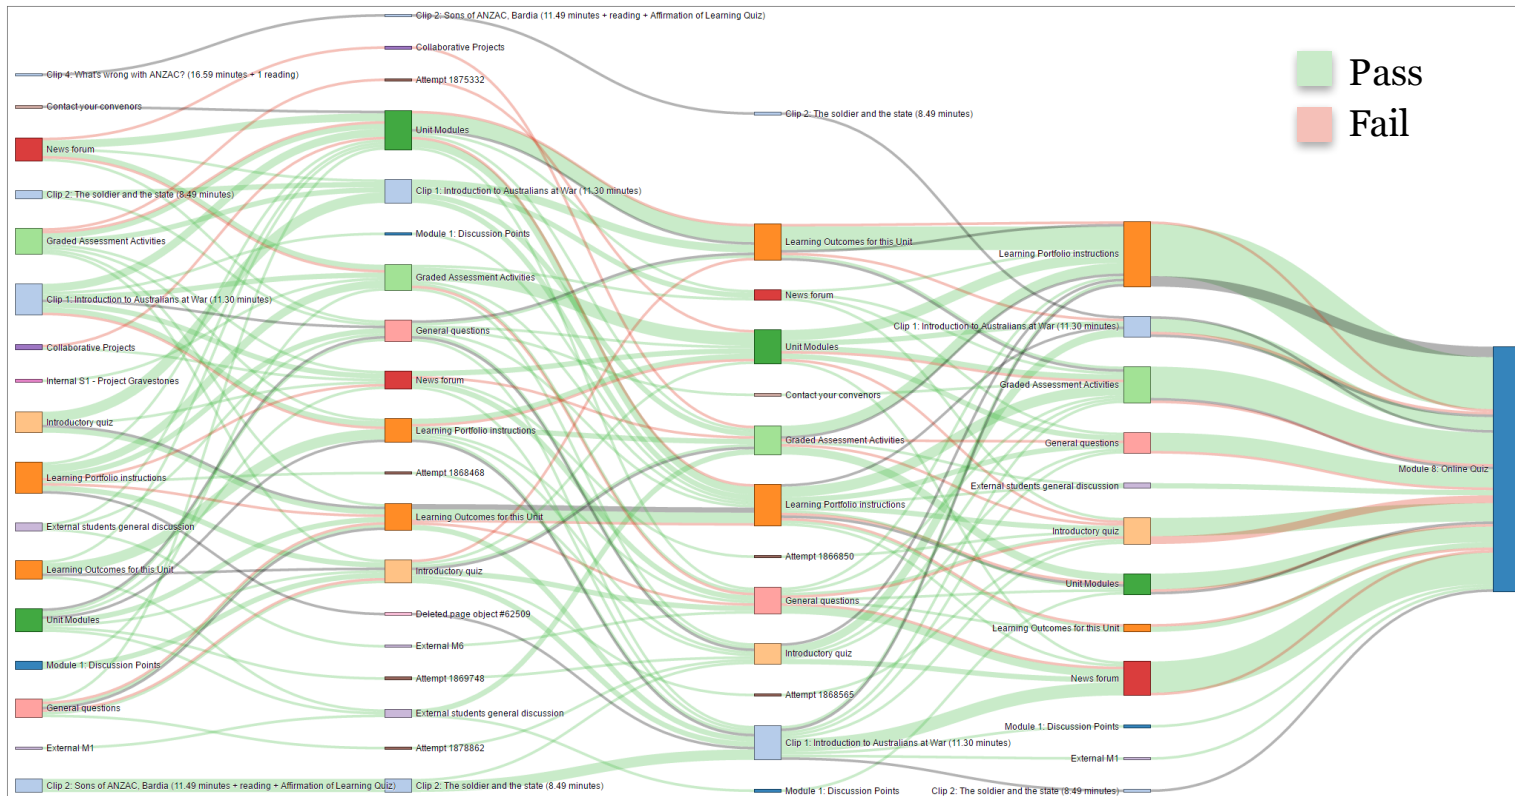 Clip 4: What's wrong with ANZAC? (16.59 minutes + 1 reading)
Contact your convenors
News forum
Clip 2: The soldier and the state (8.49 minutes)
Graded Assessment Activities
Clip 1: Introduction to Australians at War (11.30 minutes)
Collaborative Projects
Internal S1 - Project Gravestones
Introductory quiz
Learning Portfolio instructions
External students general discussion
Learning Outcomes for this Unit
Unit Modules
Module 1: Discussion Points
General questions
External M1
Clip 2: Sons of ANZAC, Bardia (11.49 minutes + reading + Affirmation of Learning Quiz)
Clip 2: Sons of ANZAC, Bardia (11.49 minutes + reading + Affirmation of Learning Quiz)
Collaborative Projects
Attempt 1875332
Unit Modules
Clip 1: Introduction to Australians at War (11.30 minutes)
Module 1: Discussion Points
Graded Assessment Activities
General questions
News forum
Learning Portfolio instructions
Attempt 1868468
Learning Outcomes for this Unit
Introductory quiz
Deleted page object #62509
External M6
Attempt 1869748
External students general discussion
Attempt 1878862
Clip 2: The soldier and the state (8.49 minutes)
Clip 2: The soldier and the state (8.49 minutes)
Learning Outcomes for this Unit
News forum
Unit Modules
Contact your convenors
Graded Assessment Activities
Learning Portfolio instructions
Attempt 1866850
General questions
Introductory quiz
Attempt 1868565
Clip 1: Introduction to Australians at War (11.30 minutes)
Module 1: Discussion Points
Learning Portfolio instructions
Clip 1: Introduction to Australians at War (11.30 minutes)
Graded Assessment Activities
General questions
External students general discussion
Introductory quiz
Unit Modules
Learning Outcomes for this Unit
News forum
Module 1: Discussion Points
External M1
Clip 2: The soldier and the state (8.49 minutes)
Module 8: Online Quiz
Pass
Fail